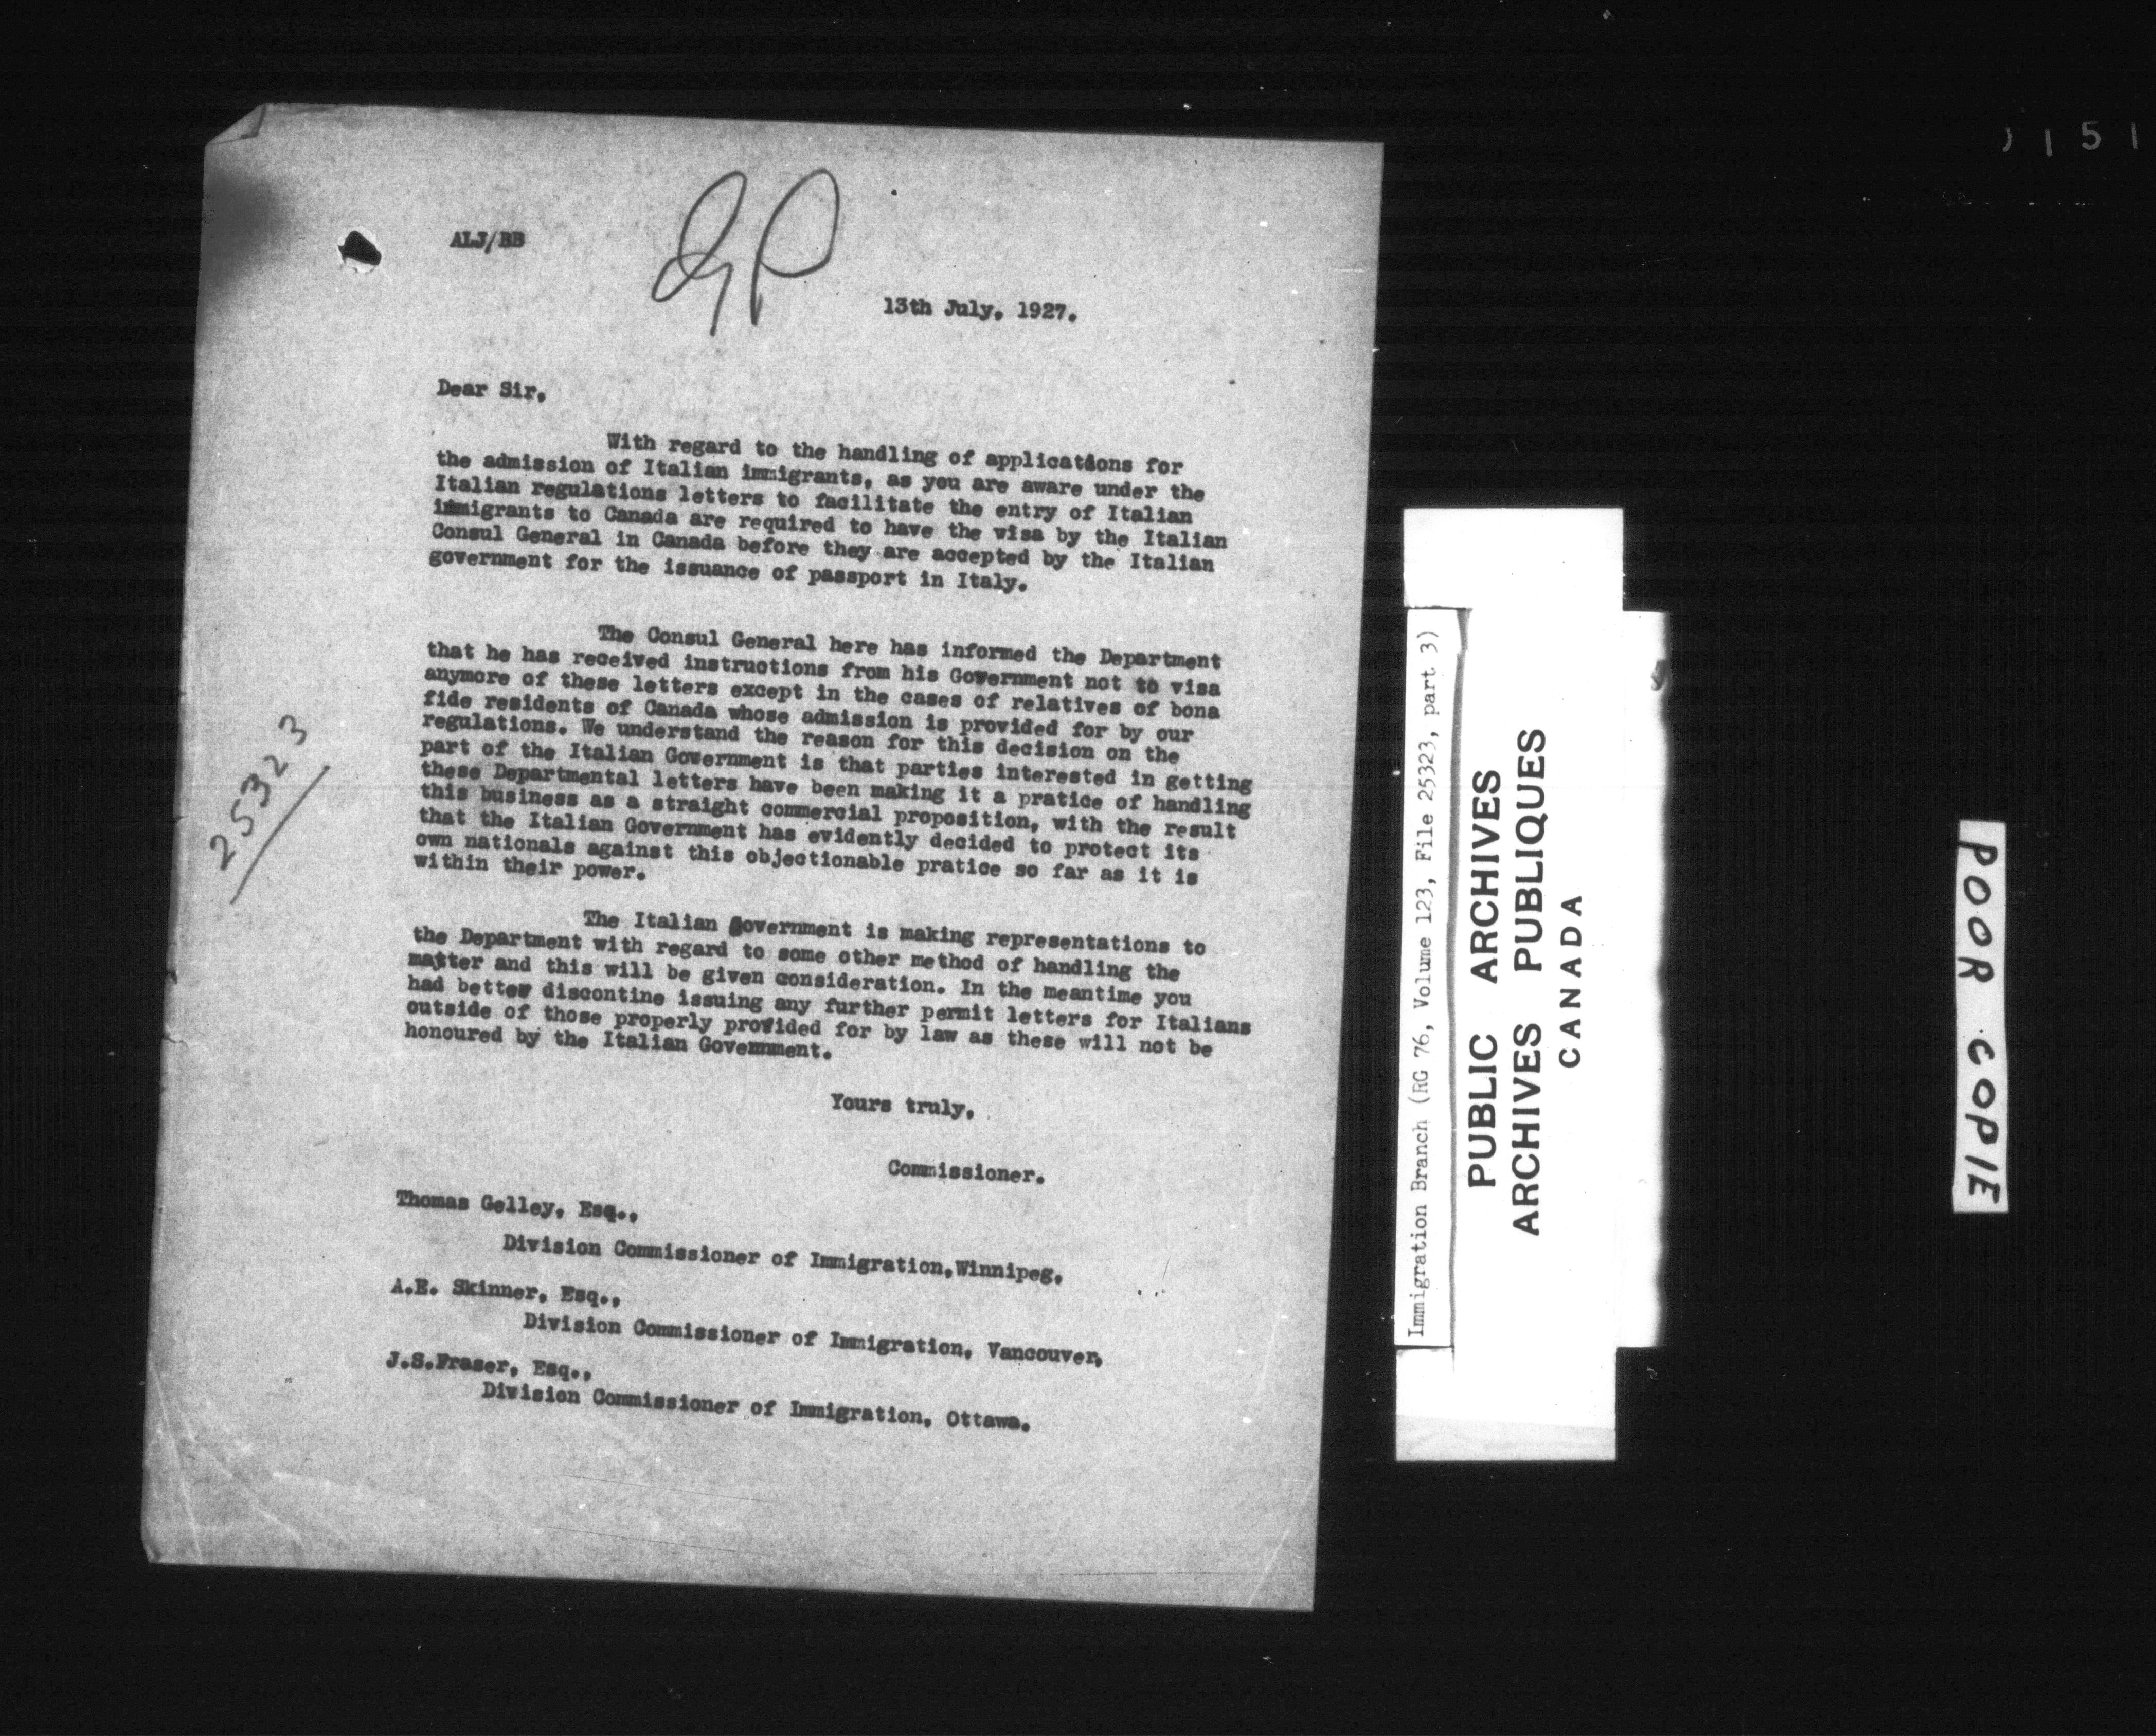 ALJ/BB
13th July, 1927.
Dear Sir,
With regard to the handling of applications for
the admission of Italian immigrants, as you are aware under the
Italian regulations letters to facilitate the entry of Italian
immigrants to Canada are required to have the visa by the Italian
Consul General in Canada before they are accepted by the Italian
government for the issuance of passport in Italy.
The Consul General here has informed the Department
that he has received instructions from his Government not to visa
anymore of these letters except in the cases of relatives of bona
fide residents of Canada whose admission is provided for by our
regulations. We understand the reason for this decision on the
part of the Italian Government is that parties interested in getting
these Departmental letters have been making it a pratice of handling
this business as a straight commercial proposition, with the result
that the Italian Government has evidently decided to protect its
own nationals against this objectionable pratice so far as it is
within their power.
The Italian Government is making representations to
the Department with regard to some other method of handling the
matter and this will be given consideration. In the meantime you
had better discontine issuing any further permit letters for Italians
outside of those properly provided for by law as these will not be
honoured by the Italian Government.
Yours truly,
Commissioner.
Thomas Gelley, Esq.,
Division Commissioner of Immigration,Winnipeg,
A.E. Skinner, Esq.,
Division Commissioner of Immigration, Vancouver,
J.S.Fraser, Esq.,
Division Commissioner of Immigration, Ottawa.
25323
Immigration Branch (RG 76, Volume 123, File 25323, part 3)
PUBLIC ARCHIVES
ARCHIVES PUBLIQUES
CANADA
POOR COPIE
151